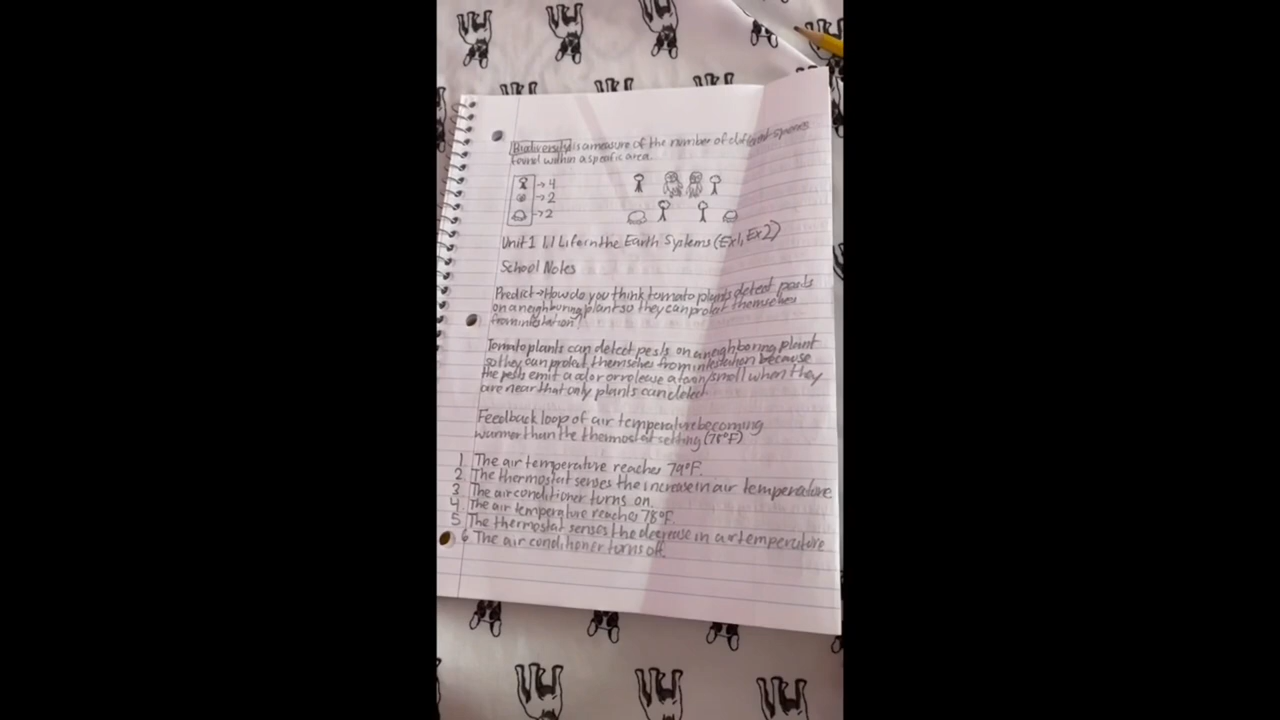 Biodiversity is a measure of the number of different species
found within a specific area.
→ 4
→ 2
→ 2
Unit 1 1.1 Life in the Earth Systems (Ex1, Ex2)
School Notes
Predict → How do you think tomato plants detect pests
on a neighboring plant so they can protect themselves
from infestation?
Tomato plants can detect pests on a neighboring plant
so they can protect themselves from infestation because
the pests emit a odor or release a smell when they
are near that only plants can detect.
Feedback loop of air temperature becoming
warmer than the thermostat setting (78°F)
1. The air temperature reaches 79°F.
2 The thermostat senses the increase in air temperature
3 The air conditioner turns on.
4. The air temperature reaches 78°F.
5 The thermostat senses the decrease in air temperature
6 The air conditioner turns off.